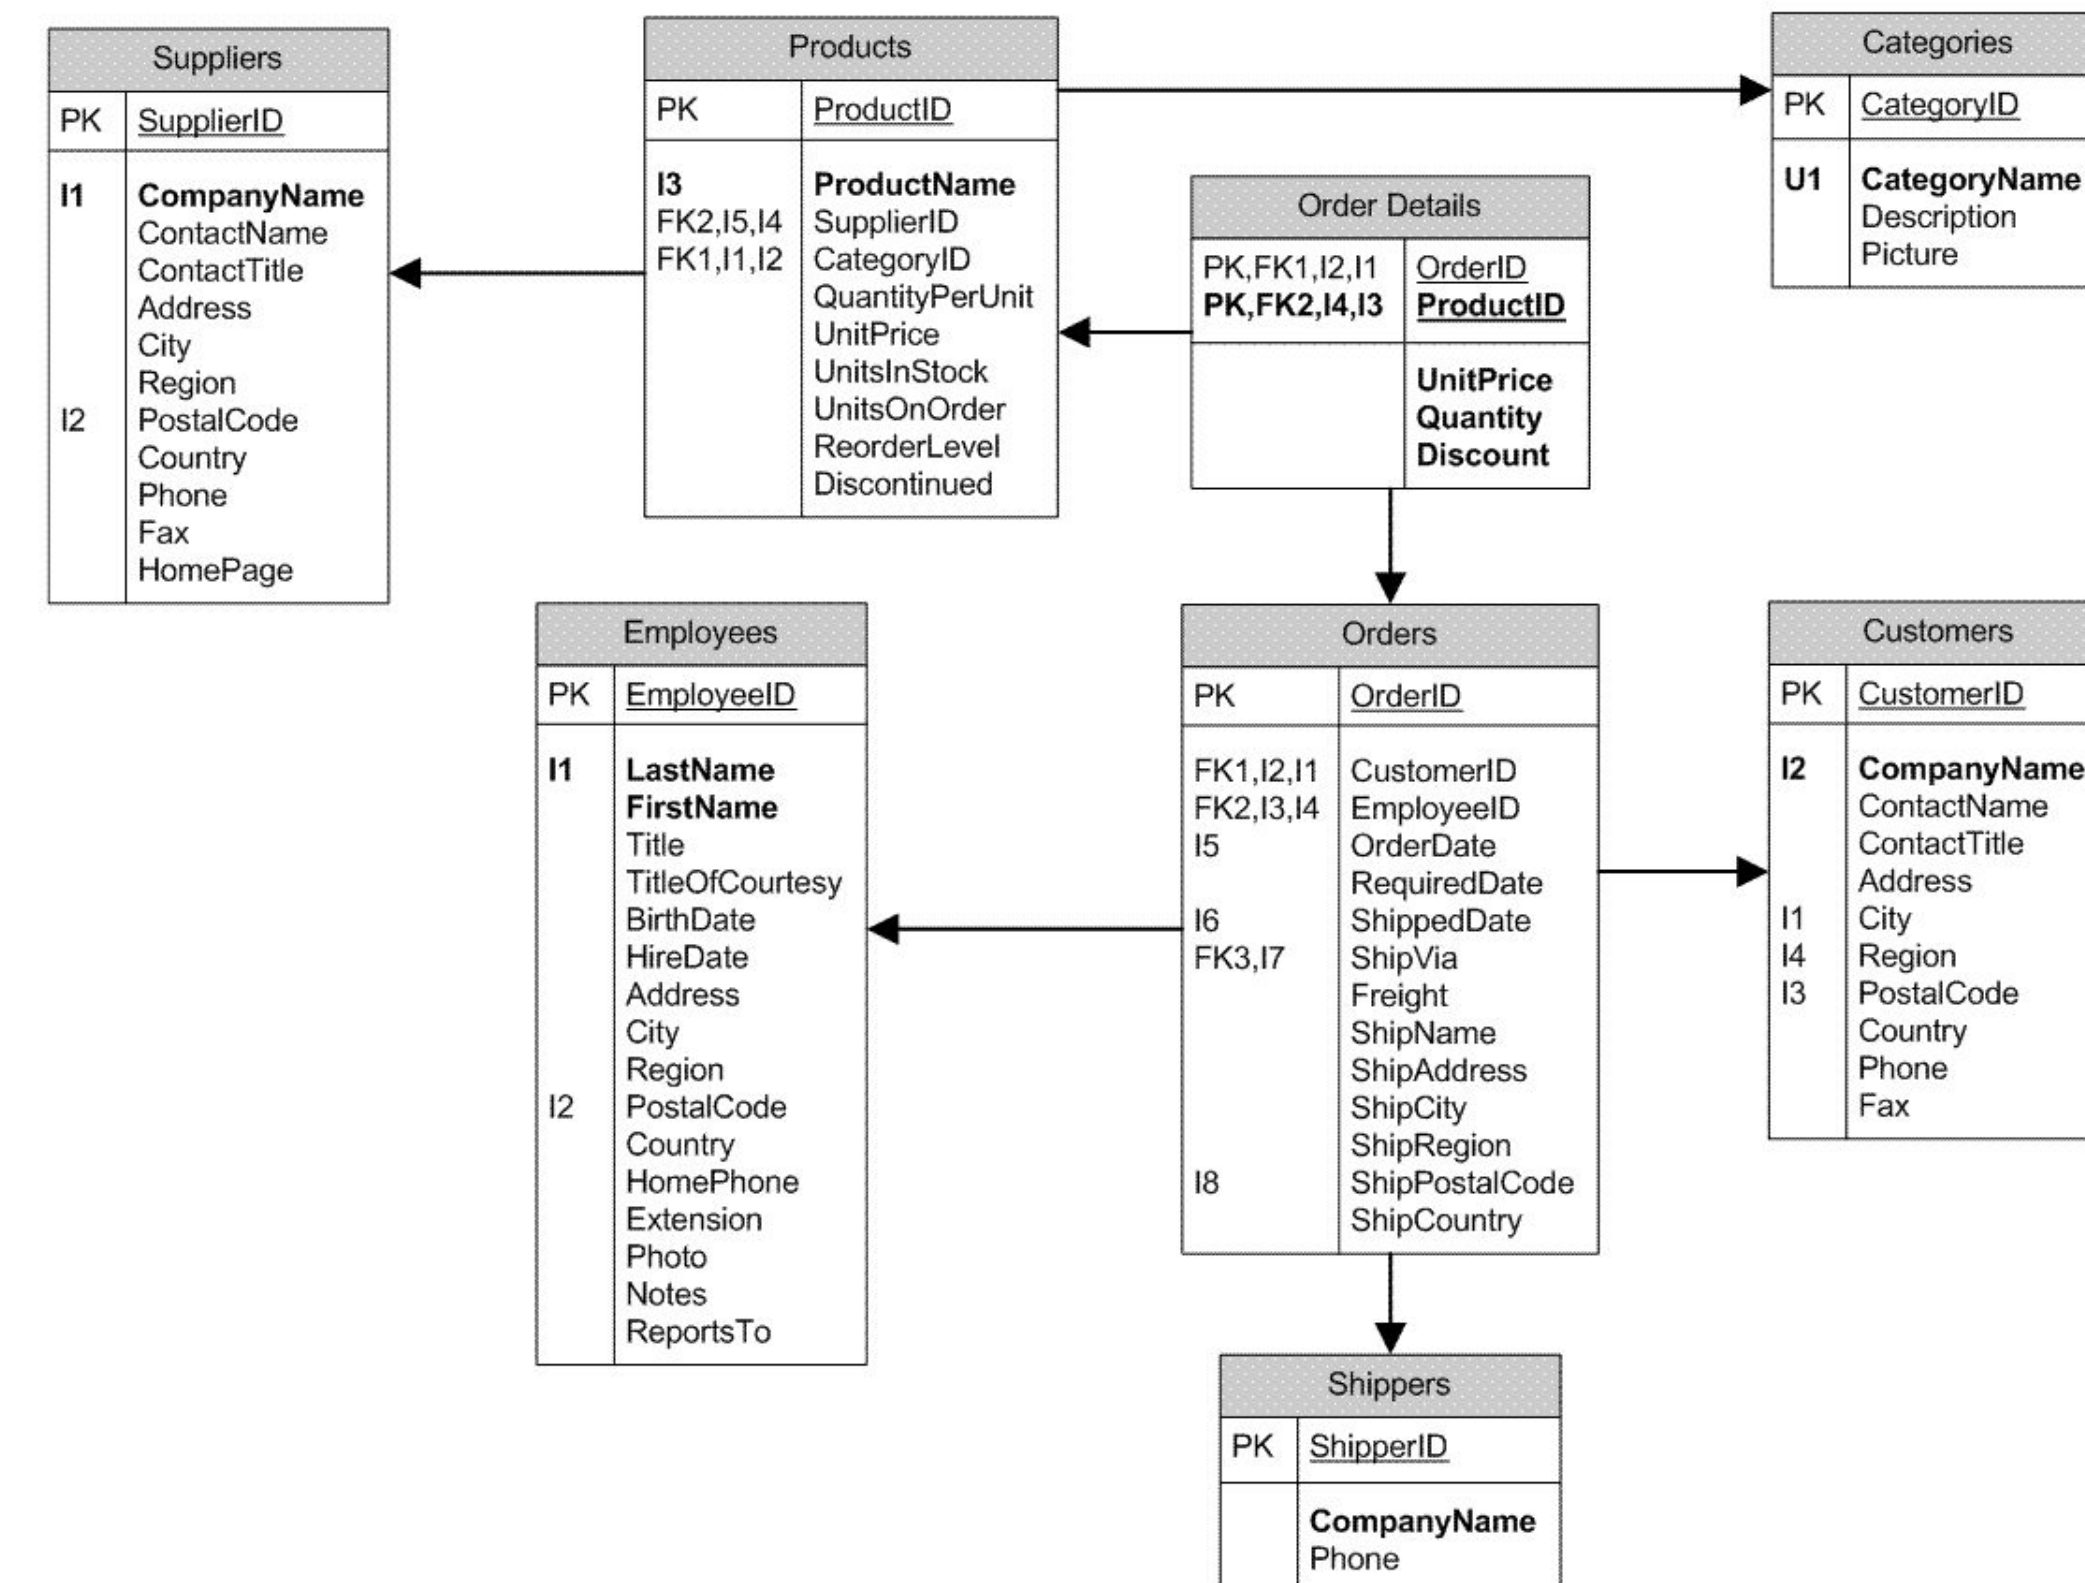 Suppliers
PK SupplierID
I1 CompanyName
ContactName
ContactTitle
Address
City
Region
I2 PostalCode
Country
Phone
Fax
HomePage
Products
PK ProductID
I3 ProductName
FK2,I5,I4 SupplierID
FK1,I1,I2 CategoryID
QuantityPerUnit
UnitPrice
UnitsInStock
UnitsOnOrder
ReorderLevel
Discontinued
Order Details
PK,FK1,I2,I1 OrderID
PK,FK2,I4,I3 ProductID
UnitPrice
Quantity
Discount
Categories
PK CategoryID
U1 CategoryName
Description
Picture
Employees
PK EmployeeID
I1 LastName
FirstName
Title
TitleOfCourtesy
BirthDate
HireDate
Address
City
Region
I2 PostalCode
Country
HomePhone
Extension
Photo
Notes
ReportsTo
Orders
PK OrderID
FK1,I2,I1 CustomerID
FK2,I3,I4 EmployeeID
I5 OrderDate
RequiredDate
I6 ShippedDate
FK3,I7 ShipVia
Freight
ShipName
ShipAddress
ShipCity
ShipRegion
I8 ShipPostalCode
ShipCountry
Customers
PK CustomerID
I2 CompanyName
ContactName
ContactTitle
Address
I1 City
I4 Region
I3 PostalCode
Country
Phone
Fax
Shippers
PK ShipperID
CompanyName
Phone